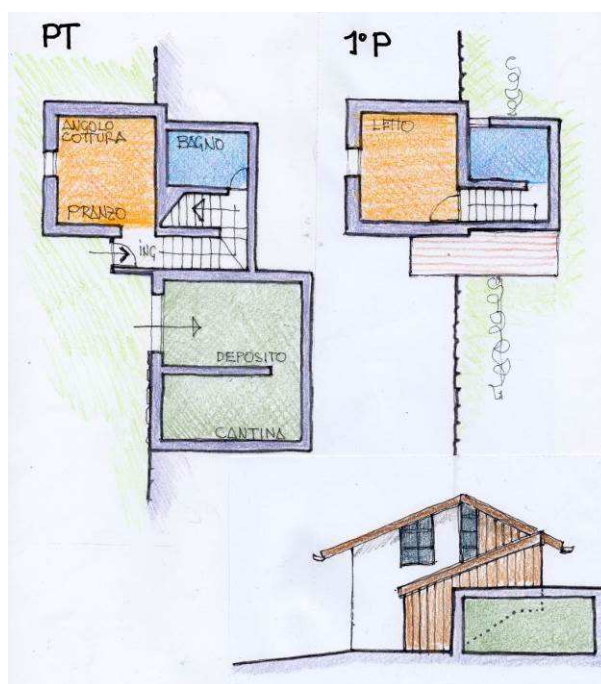 PT
1°P
ANGOLO
COTTURA
BAGNO
LETTO
PRANZO
ING
DEPOSITO
CANTINA